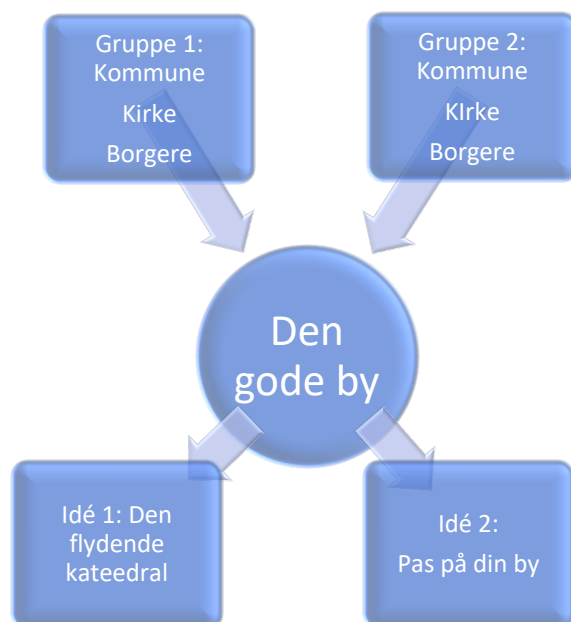 Gruppe 1:
Kommune
Kirke
Borgere
Gruppe 2:
Kommune
KIrke
Borgere
Den
gode by
Idé 1: Den
flydende
kateedral
Idé 2:
Pas på din by